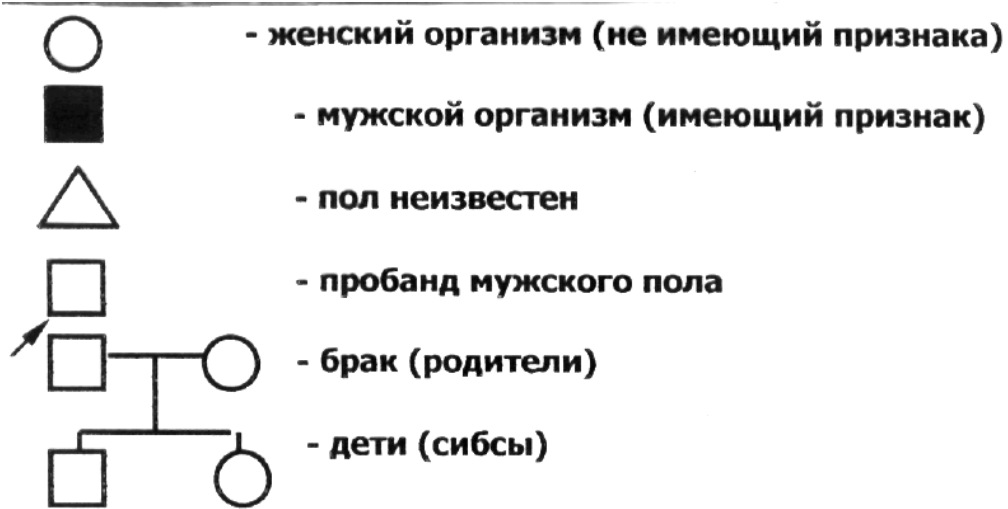 - женский организм (не имеющий признака)
- мужской организм (имеющий признак)
- пол неизвестен
- пробанд мужского пола
- брак (родители)
- дети (сибсы)